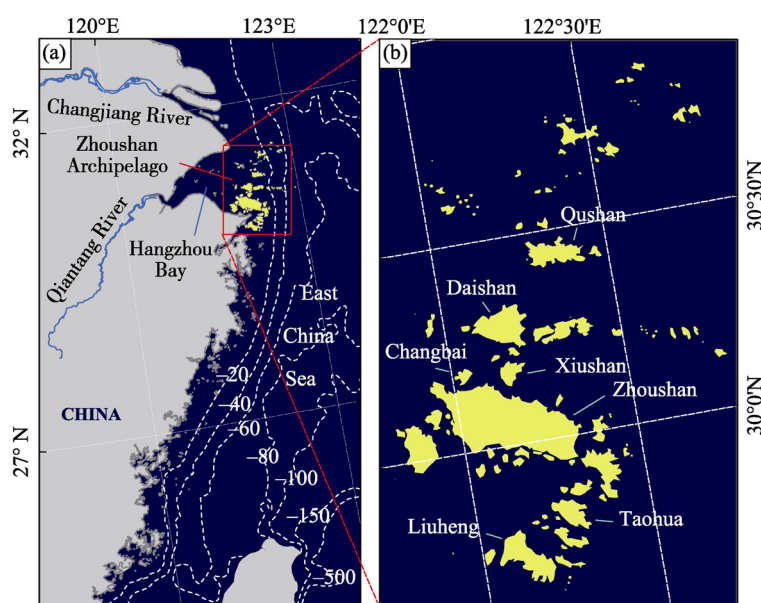 120°E
123°E
122°0'E
122°30'E
(a)
(b)
Changjiang River
32° N
Zhoushan
Archipelago
Qiantang River
Hangzhou
Bay
East
China
Sea
CHINA
27° N
–20
–40
–60
–80
–100
–150
–500
30°30'N
Qushan
Daishan
Changbai
Xiushan
Zhoushan
30°0'N
Liuheng
Taohua